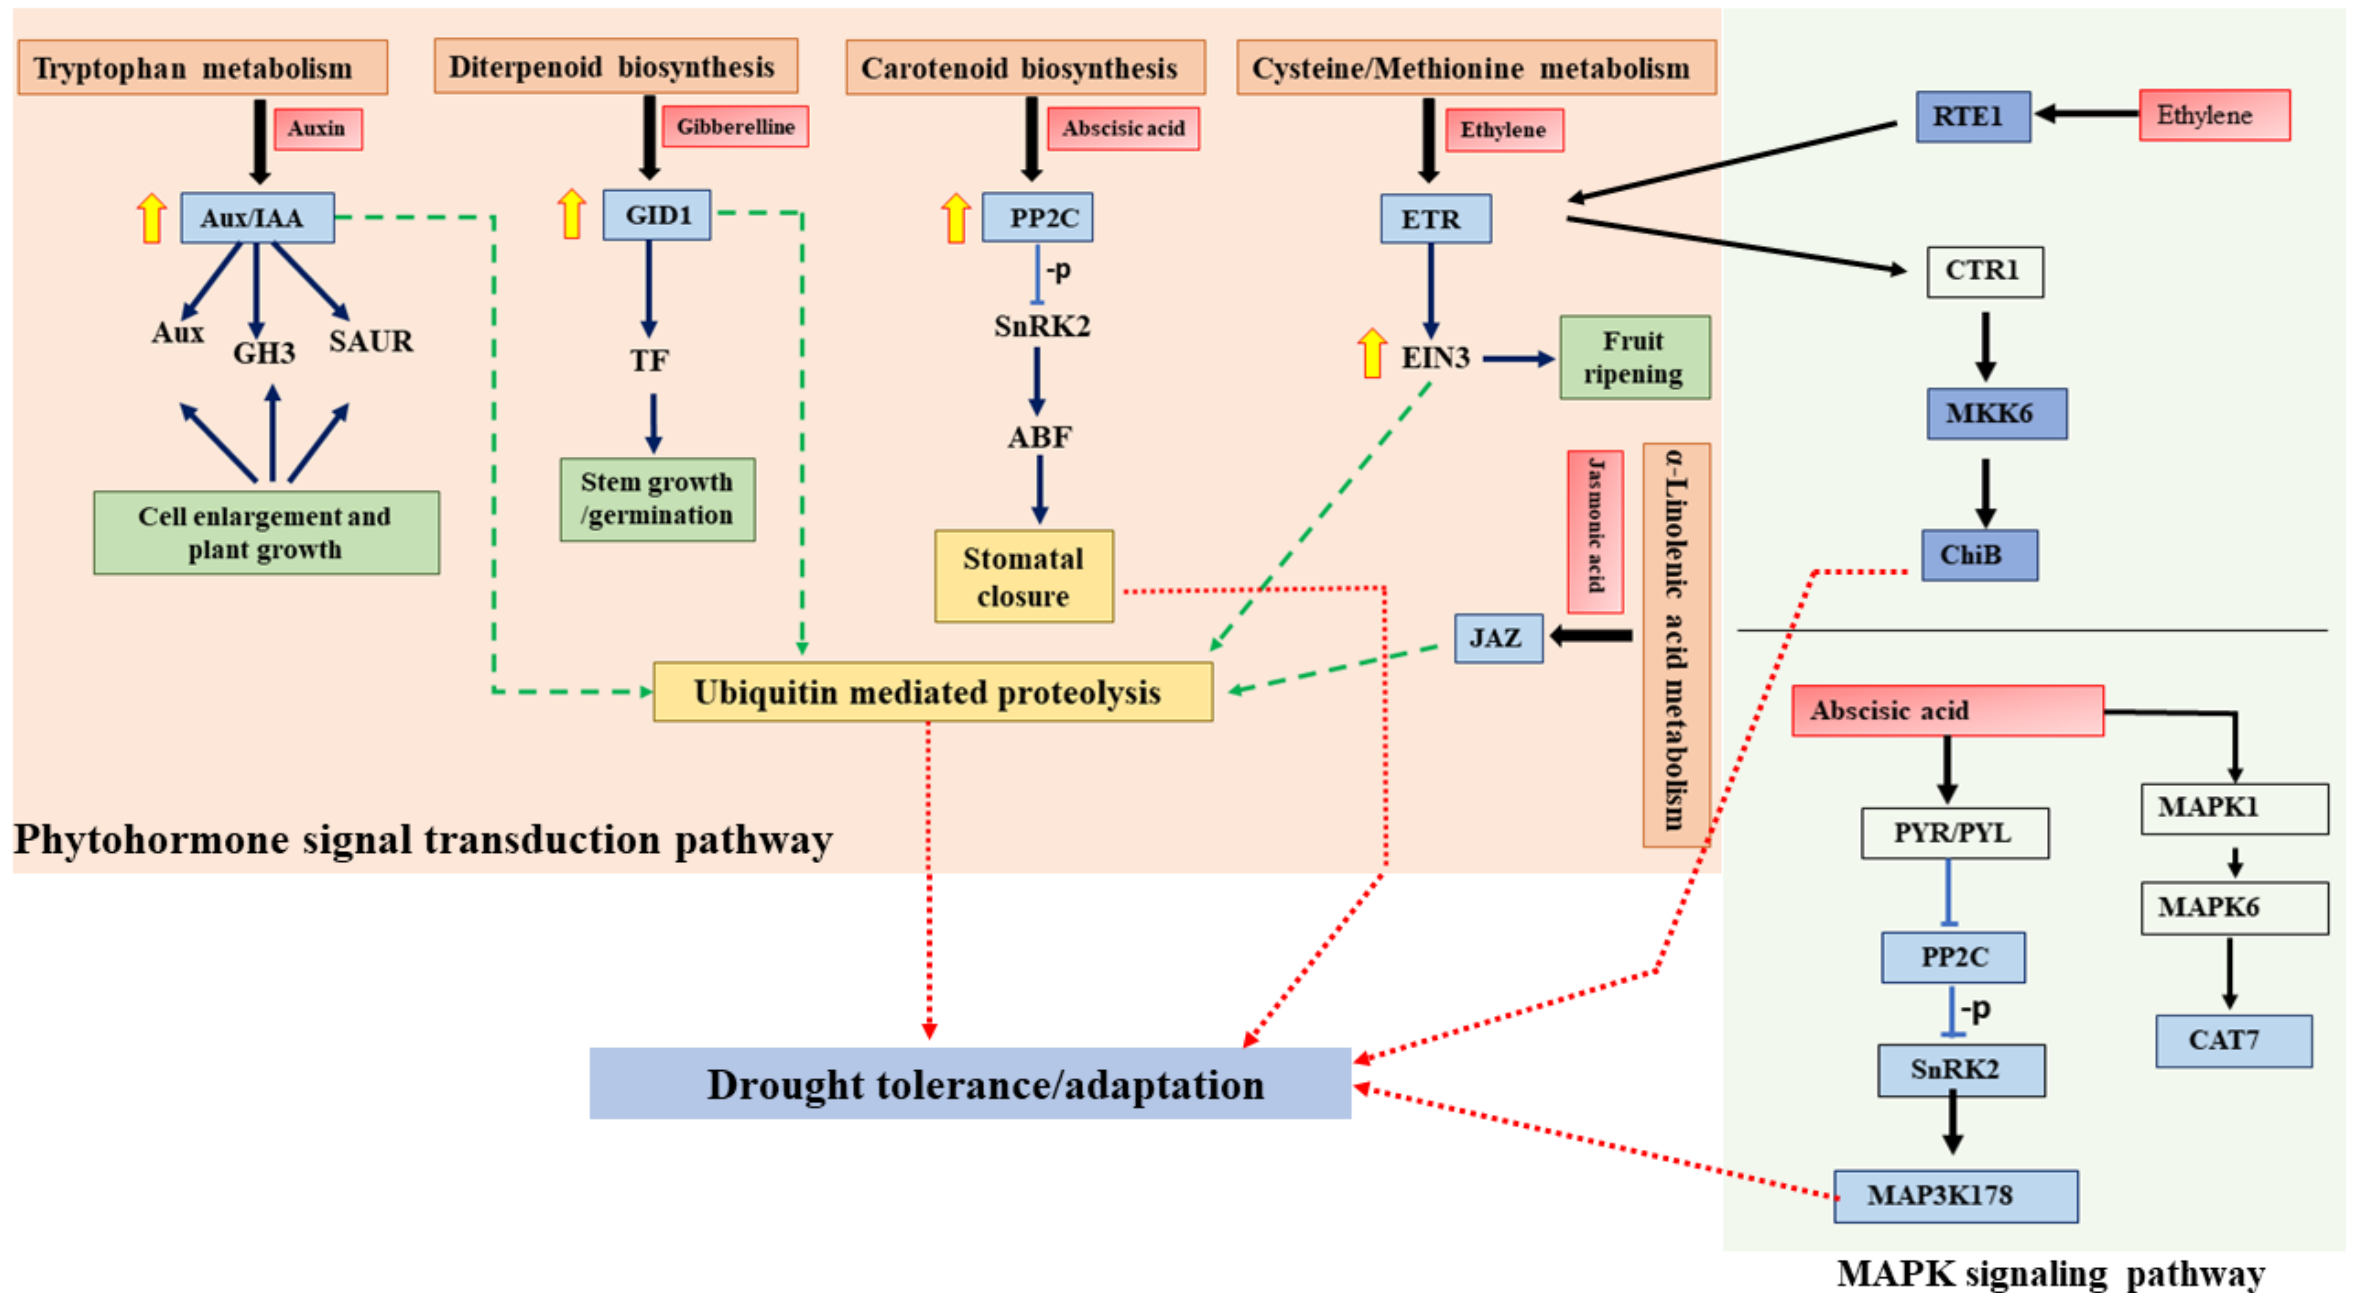 Tryptophan metabolism
Auxin
Aux/IAA
Aux
GH3
SAUR
Cell enlargement and
plant growth
Diterpenoid biosynthesis
Gibberelline
GID1
TF
Stem growth
/germination
Carotenoid biosynthesis
Abscisic acid
PP2C
-p
SnRK2
ABF
Stomatal
closure
Cysteine/Methionine metabolism
Ethylene
ETR
EIN3
Fruit
ripening
Jasmonic acid
α-Linolenic acid metabolism
JAZ
Ubiquitin mediated proteolysis
Phytohormone signal transduction pathway
Drought tolerance/adaptation
RTE1
Ethylene
CTR1
MKK6
ChiB
Abscisic acid
PYR/PYL
PP2C
-p
SnRK2
MAP3K178
MAPK1
MAPK6
CAT7
MAPK signaling pathway